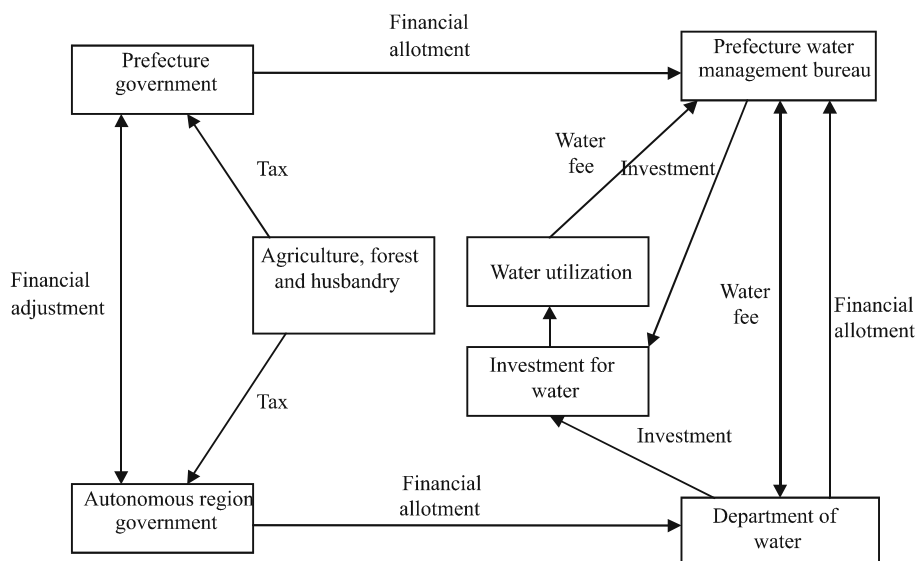 Financial
allotment
Prefecture
government
Prefecture water
management bureau
Water
fee
Investment
Tax
Agriculture, forest
and husbandry
Water utilization
Financial
adjustment
Water
fee
Financial
allotment
Investment for
water
Tax
Investment
Financial
allotment
Autonomous region
government
Department of
water